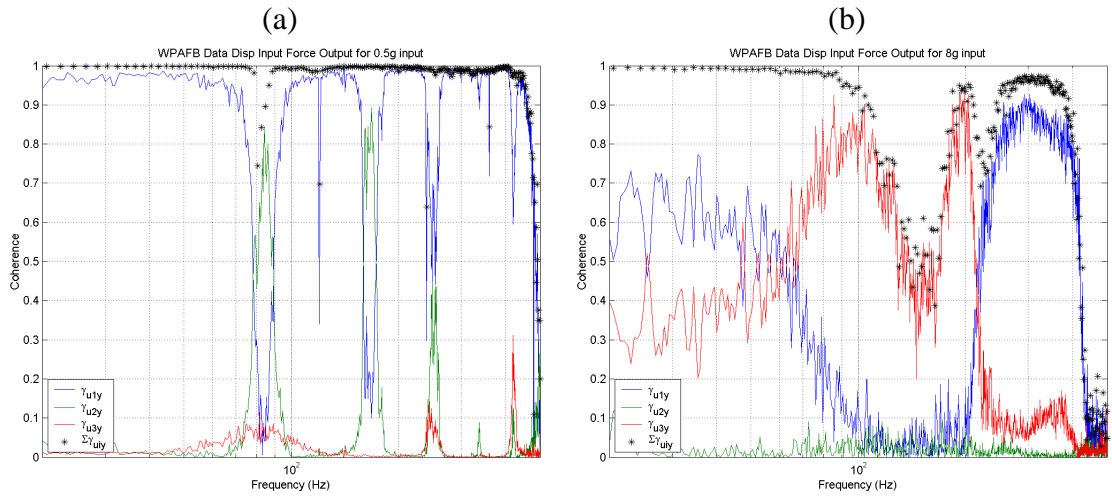 (a)
WPAFB Data Disp Input Force Output for 0.5g input
1
0.9
0.8
0.7
0.6
0.5
0.4
0.3
0.2
0.1
0
Coherence
γu1y
γu2y
γu3y
Σγuiy
10²
Frequency (Hz)
(b)
WPAFB Data Disp Input Force Output for 8g input
1
0.9
0.8
0.7
0.6
0.5
0.4
0.3
0.2
0.1
0
Coherence
γu1y
γu2y
γu3y
Σγuiy
10²
Frequency (Hz)